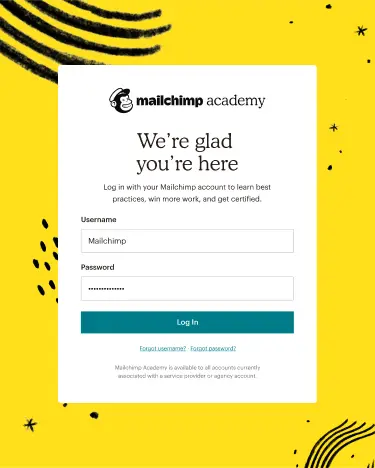 mailchimp academy
We’re glad
you’re here
Log in with your Mailchimp account to learn best
practices, win more work, and get certified.
Username
Mailchimp
Password
••••••••••••••
Log In
Forgot username? · Forgot password?
Mailchimp Academy is available to all accounts currently
associated with a service provider or agency account.